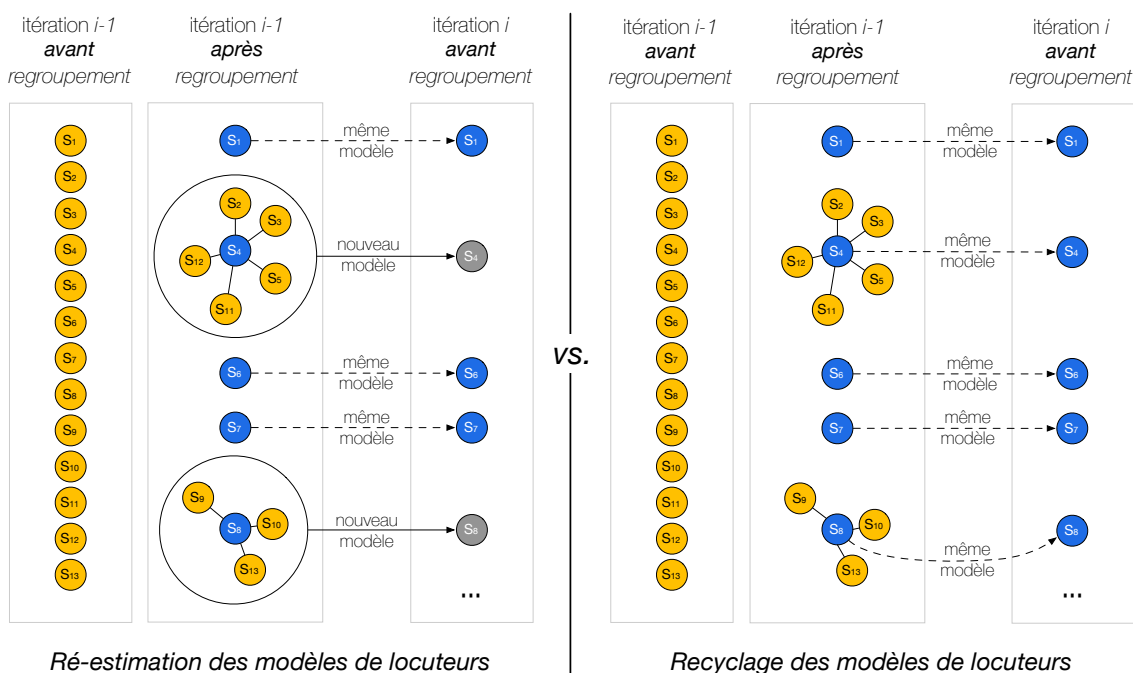 itération i-1
avant
regroupement
itération i-1
après
regroupement
itération i
avant
regroupement
S1
S2
S3
S4
S5
S6
S7
S8
S9
S10
S11
S12
S13
S1
même
modèle
S1
S2
S3
S4
S12
S5
S11
nouveau
modèle
S4
S6
même
modèle
S6
S7
même
modèle
S7
S9
S8
S10
S13
nouveau
modèle
S8
...
Ré-estimation des modèles de locuteurs
vs.
itération i-1
avant
regroupement
itération i-1
après
regroupement
itération i
avant
regroupement
S1
S2
S3
S4
S5
S6
S7
S8
S9
S10
S11
S12
S13
S1
même
modèle
S1
S2
S3
S4
S12
S5
S11
même
modèle
S4
S6
même
modèle
S6
S7
même
modèle
S7
S9
S8
S10
S13
même
modèle
S8
...
Recyclage des modèles de locuteurs